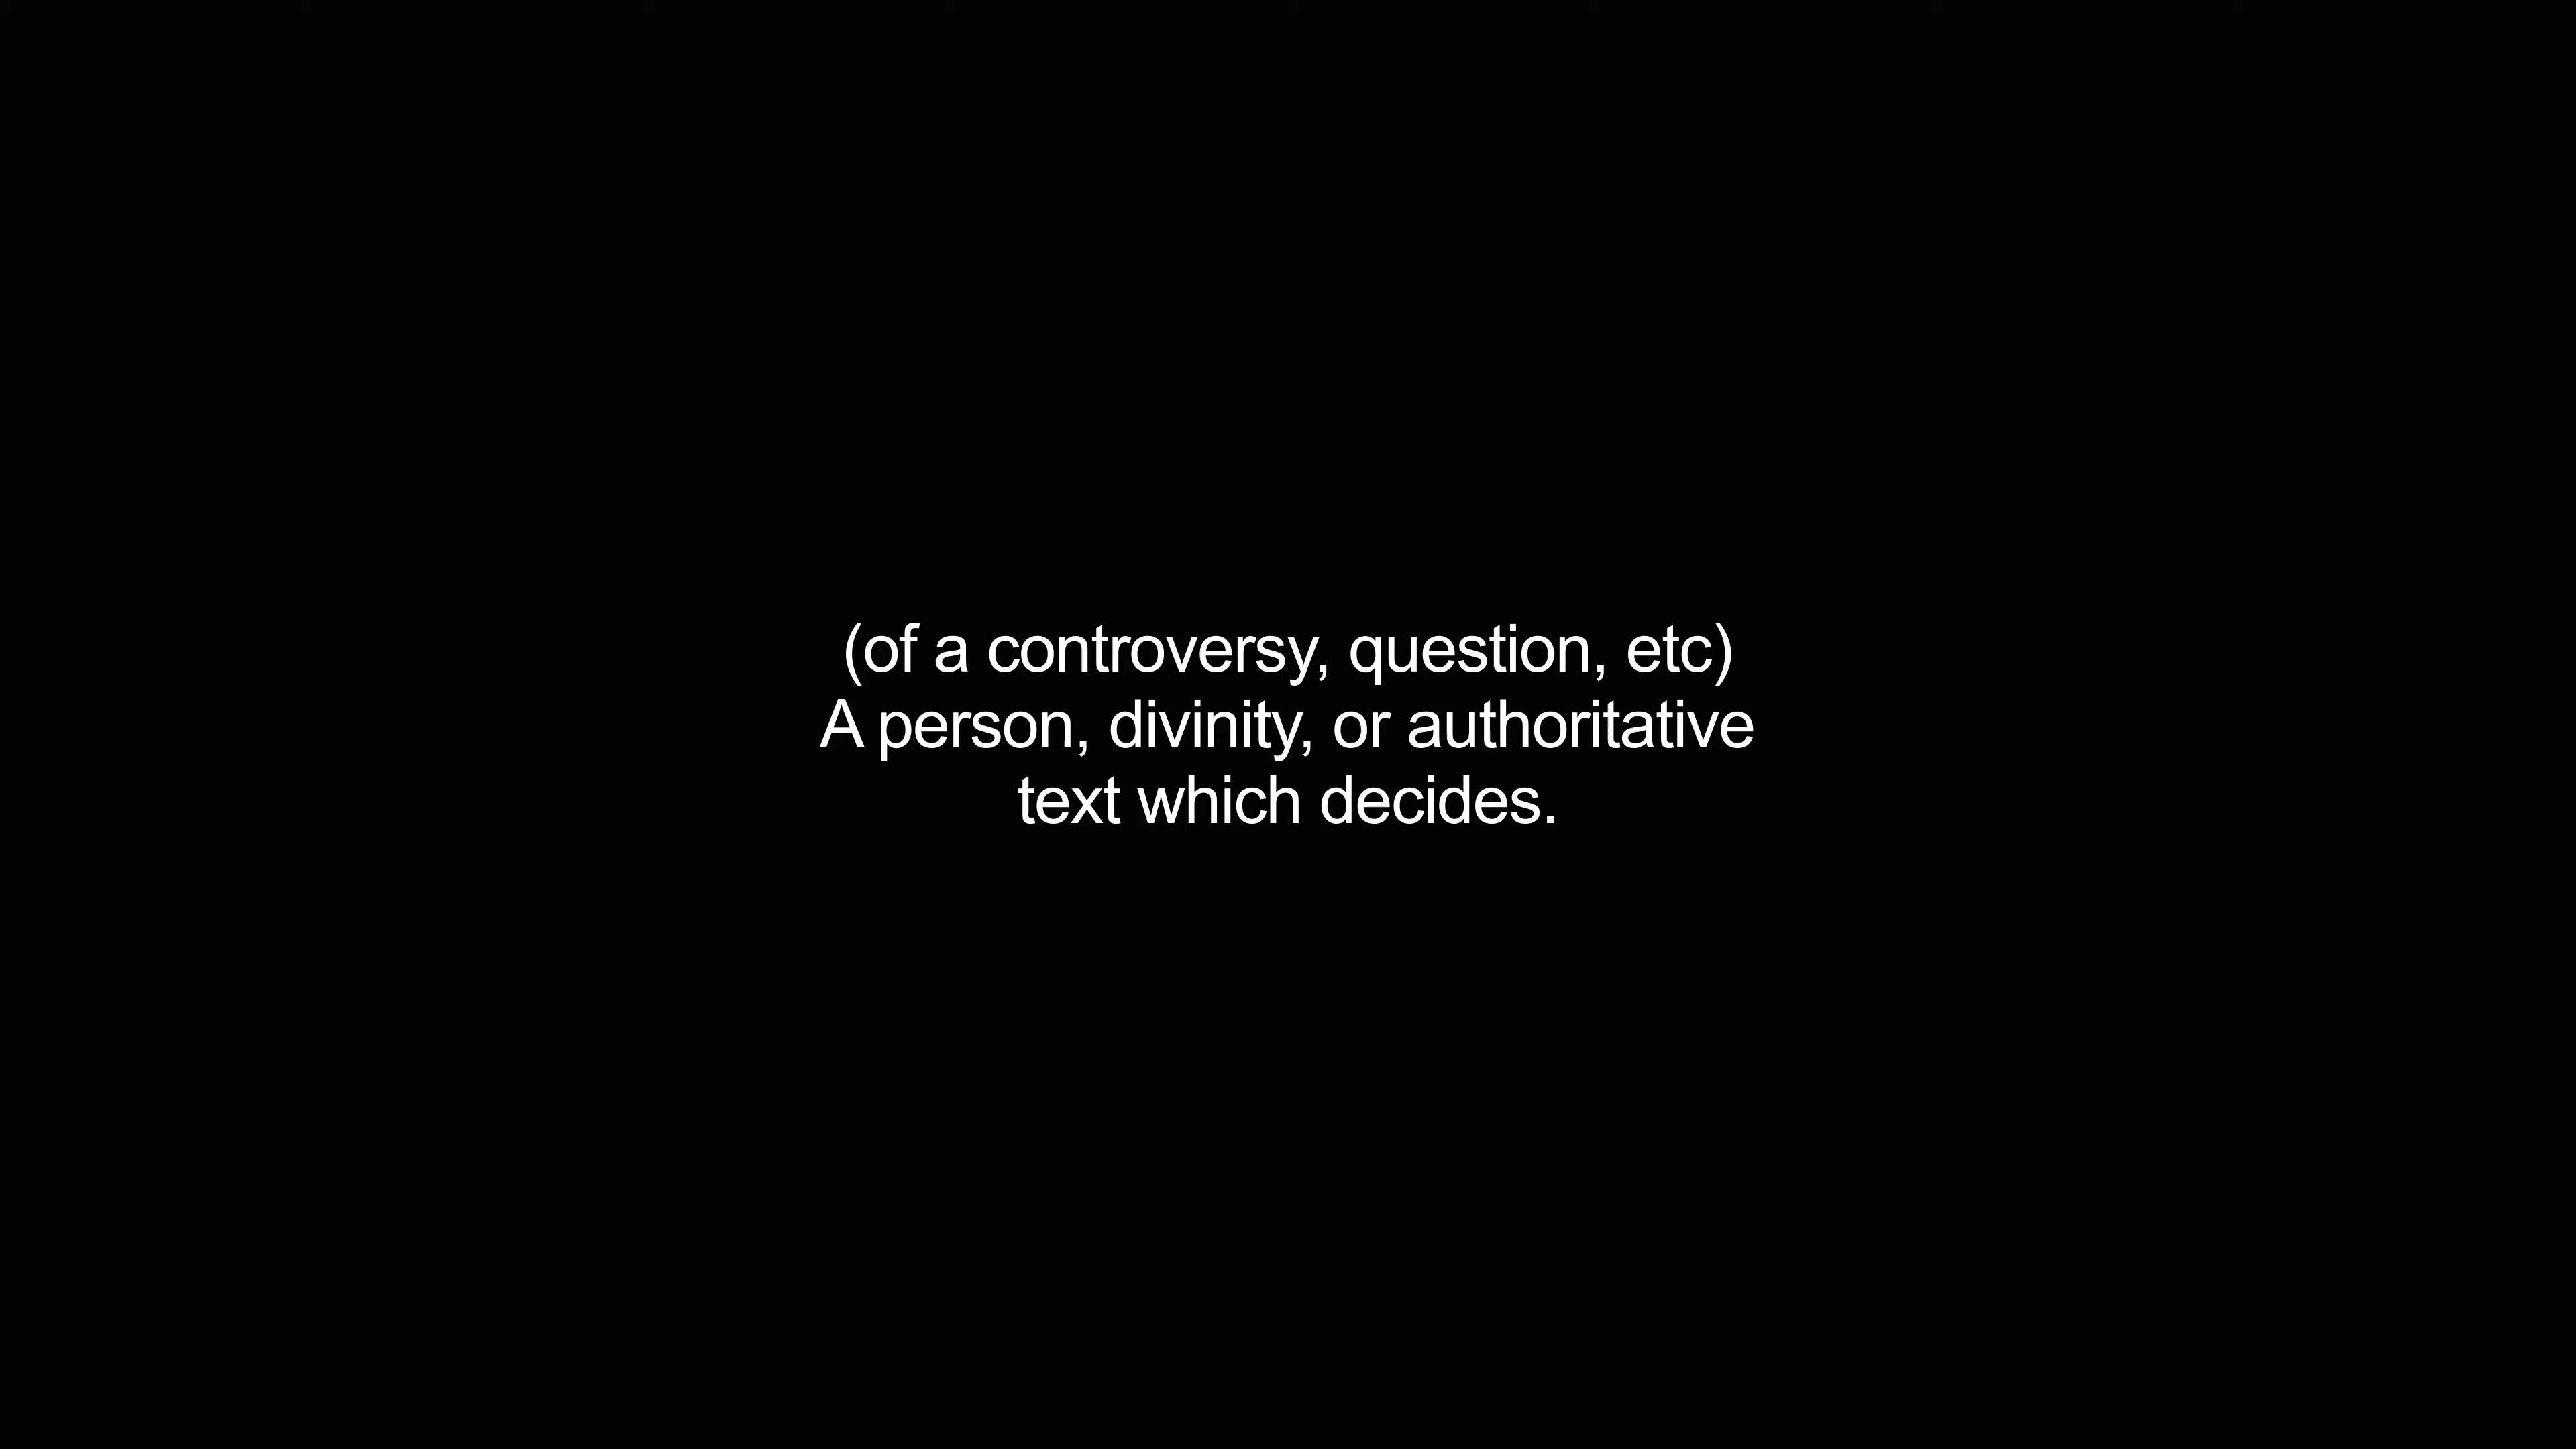 (of a controversy, question, etc)
A person, divinity, or authoritative
text which decides.